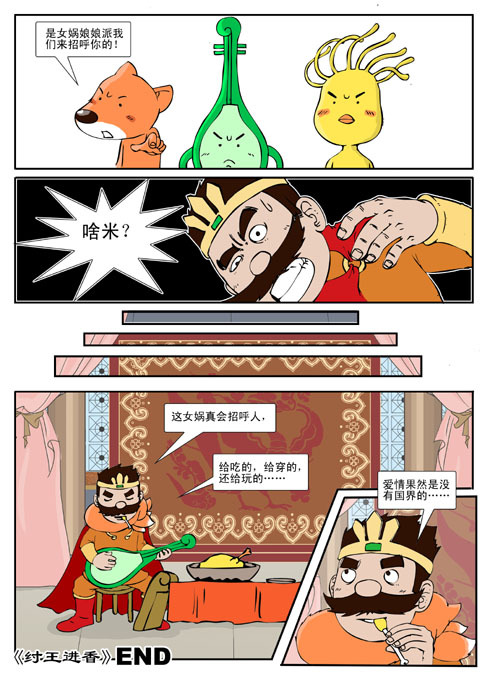 是女娲娘娘派我
们来招呼你的！
啥米？
这女娲真会招呼人，
给吃的，给穿的，
还给玩的……
爱情果然是没
有国界的……
《纣王进香》END